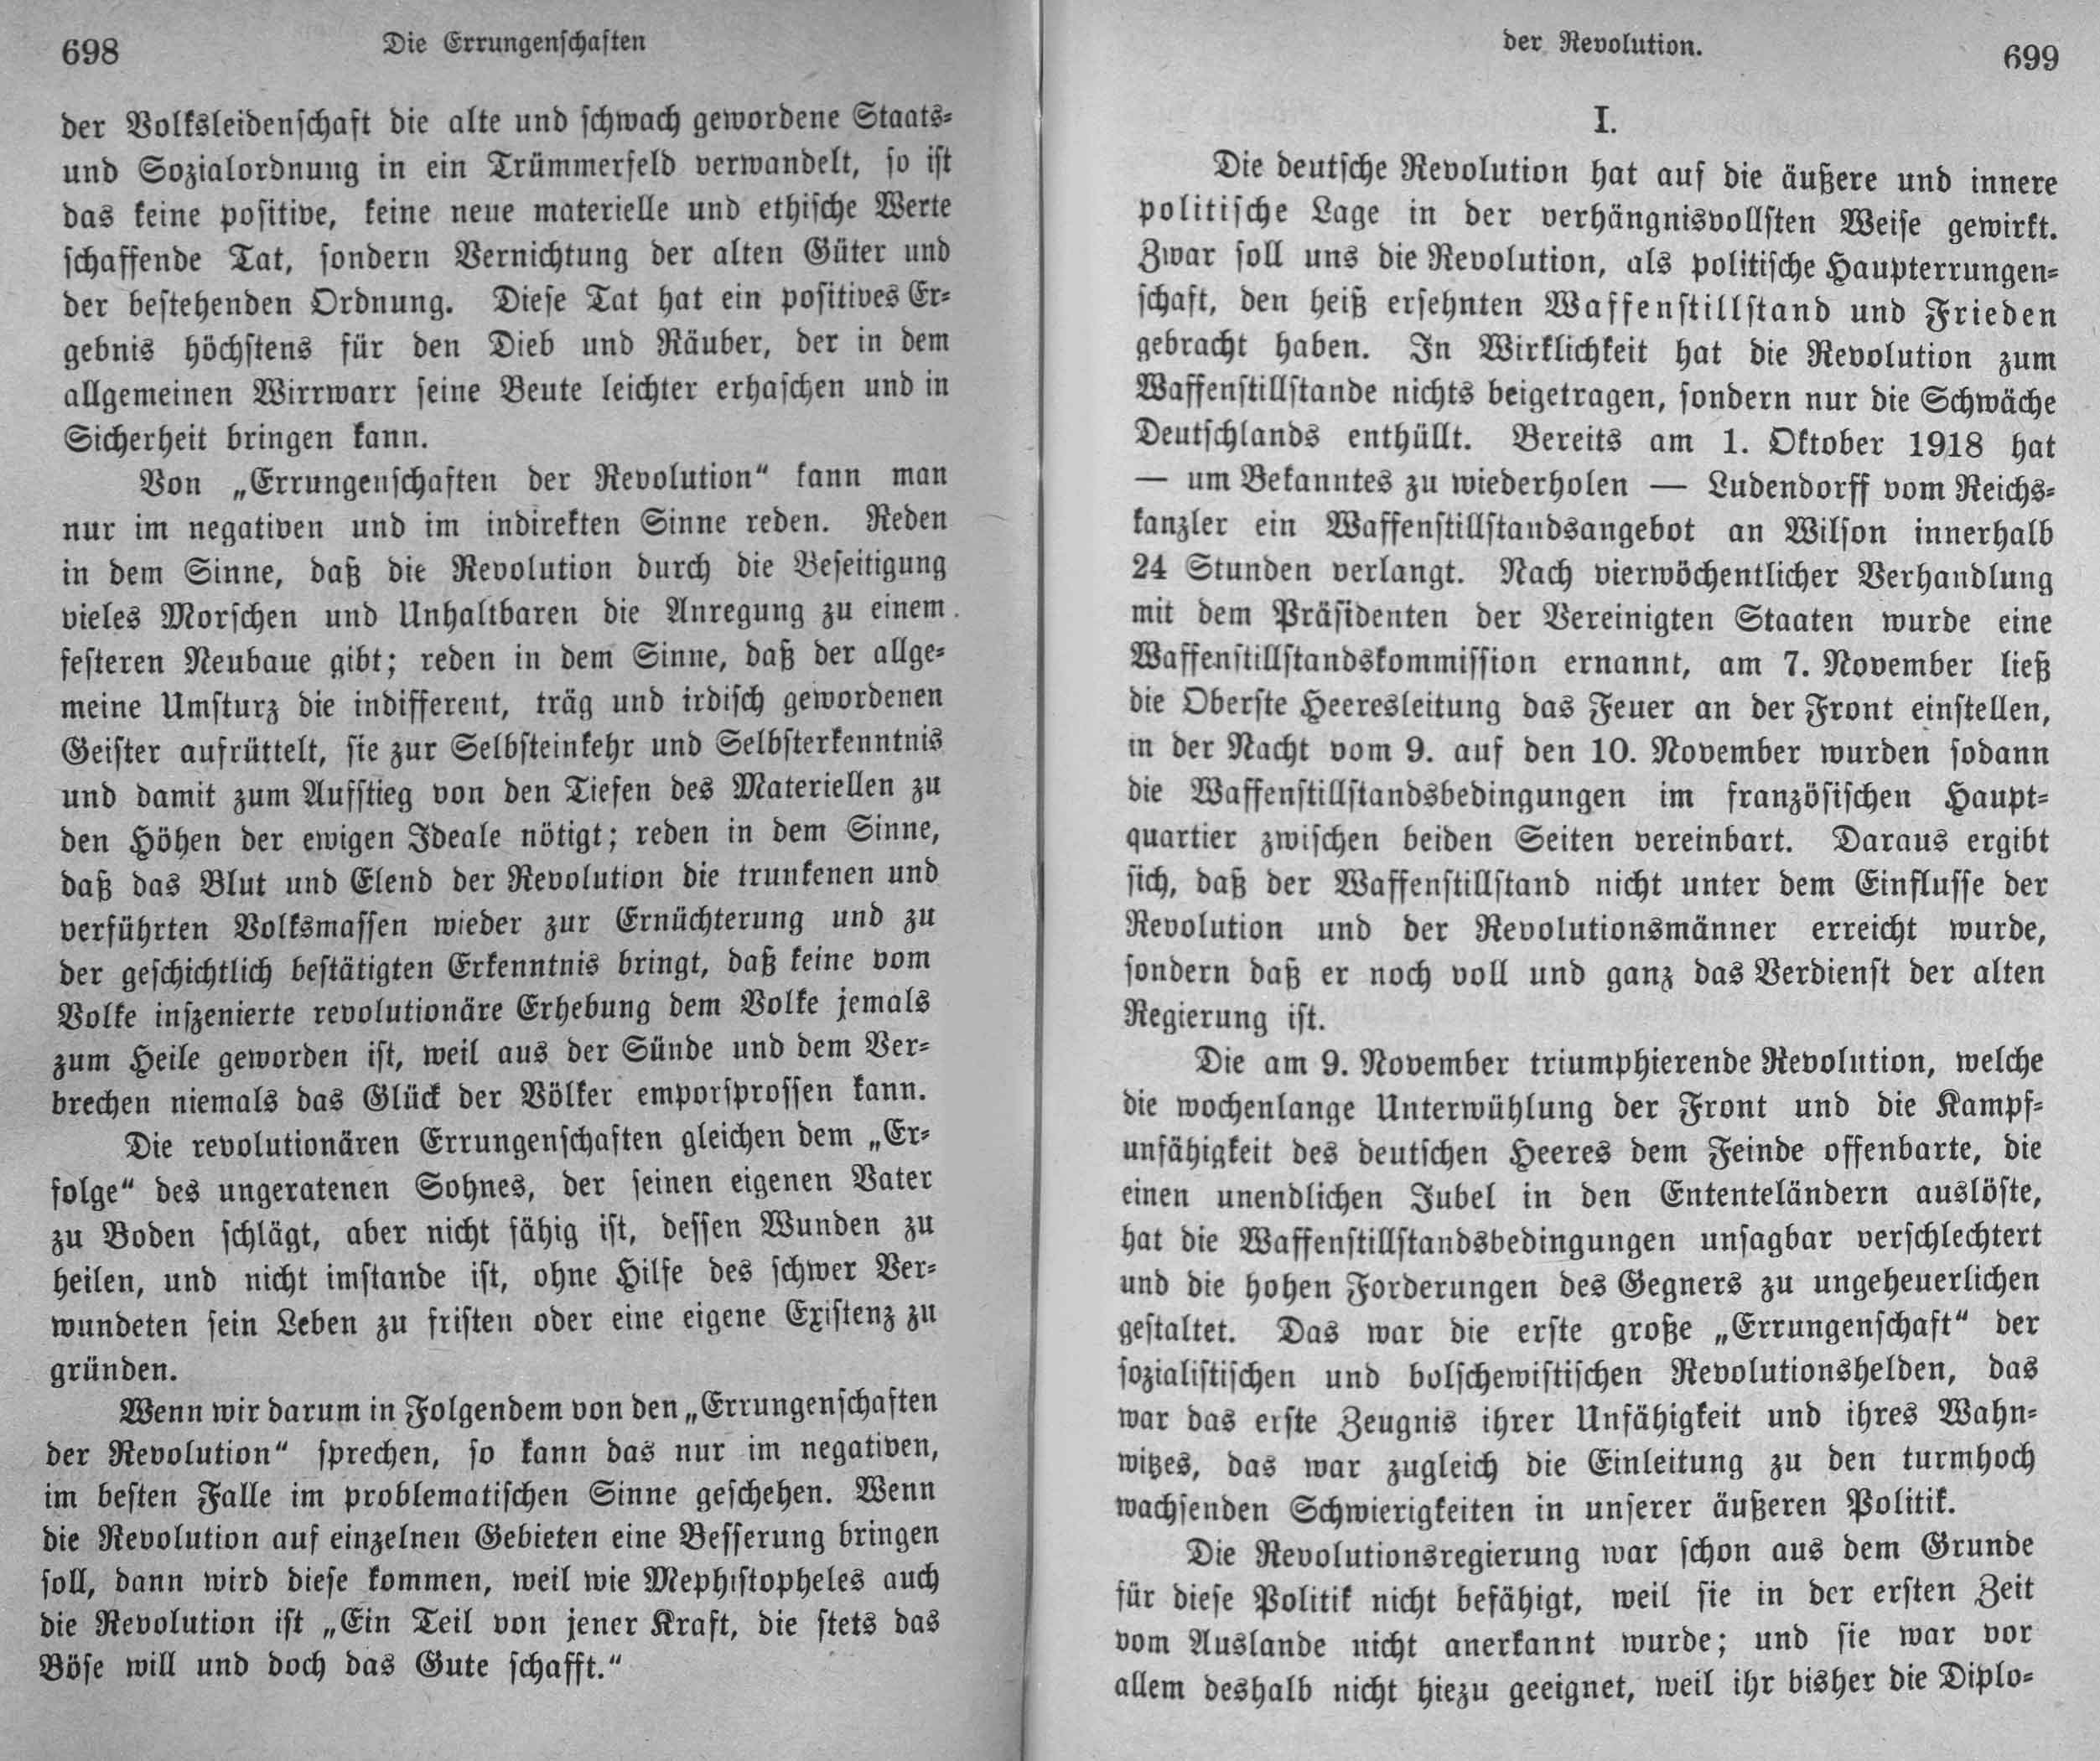 698
Die Errungenschaften
der Volksleidenschaft die alte und schwach gewordene Staats-
und Sozialordnung in ein Trümmerfeld verwandelt, so ist
das keine positive, keine neue materielle und ethische Werte
schaffende Tat, sondern Vernichtung der alten Güter und
der bestehenden Ordnung. Diese Tat hat ein positives Er-
gebnis höchstens für den Dieb und Räuber, der in dem
allgemeinen Wirrwarr seine Beute leichter erhaschen und in
Sicherheit bringen kann.
Von „Errungenschaften der Revolution“ kann man
nur im negativen und im indirekten Sinne reden. Reden
in dem Sinne, daß die Revolution durch die Beseitigung
vieles Morschen und Unhaltbaren die Anregung zu einem
festeren Neubaue gibt; reden in dem Sinne, daß der allge-
meine Umsturz die indifferent, träg und irdisch gewordenen
Geister aufrüttelt, sie zur Selbsteinkehr und Selbsterkenntnis
und damit zum Aufstieg von den Tiefen des Materiellen zu
den Höhen der ewigen Ideale nötigt; reden in dem Sinne,
daß das Blut und Elend der Revolution die trunkenen und
verführten Volksmassen wieder zur Ernüchterung und zu
der geschichtlich bestätigten Erkenntnis bringt, daß keine vom
Volke inszenierte revolutionäre Erhebung dem Volke jemals
zum Heile geworden ist, weil aus der Sünde und dem Ver-
brechen niemals das Glück der Völker emporsprossen kann.
Die revolutionären Errungenschaften gleichen dem „Er-
folge“ des ungeratenen Sohnes, der seinen eigenen Vater
zu Boden schlägt, aber nicht fähig ist, dessen Wunden zu
heilen, und nicht imstande ist, ohne Hilfe des schwer Ver-
wundeten sein Leben zu fristen oder eine eigene Existenz zu
gründen.
Wenn wir darum in Folgendem von den „Errungenschaften
der Revolution“ sprechen, so kann das nur im negativen,
im besten Falle im problematischen Sinne geschehen. Wenn
die Revolution auf einzelnen Gebieten eine Besserung bringen
soll, dann wird diese kommen, weil wie Mephistopheles auch
die Revolution ist „Ein Teil von jener Kraft, die stets das
Böse will und doch das Gute schafft.“
der Revolution.
699
I.
Die deutsche Revolution hat auf die äußere und innere
politische Lage in der verhängnisvollsten Weise gewirkt.
Zwar soll uns die Revolution, als politische Haupterrungen-
schaft, den heiß ersehnten Waffenstillstand und Frieden
gebracht haben. In Wirklichkeit hat die Revolution zum
Waffenstillstande nichts beigetragen, sondern nur die Schwäche
Deutschlands enthüllt. Bereits am 1. Oktober 1918 hat
— um Bekanntes zu wiederholen — Ludendorff vom Reichs-
kanzler ein Waffenstillstandsangebot an Wilson innerhalb
24 Stunden verlangt. Nach vierwöchentlicher Verhandlung
mit dem Präsidenten der Vereinigten Staaten wurde eine
Waffenstillstandskommission ernannt, am 7. November ließ
die Oberste Heeresleitung das Feuer an der Front einstellen,
in der Nacht vom 9. auf den 10. November wurden sodann
die Waffenstillstandsbedingungen im französischen Haupt-
quartier zwischen beiden Seiten vereinbart. Daraus ergibt
sich, daß der Waffenstillstand nicht unter dem Einflusse der
Revolution und der Revolutionsmänner erreicht wurde,
sondern daß er noch voll und ganz das Verdienst der alten
Regierung ist.
Die am 9. November triumphierende Revolution, welche
die wochenlange Unterwühlung der Front und die Kampf-
unfähigkeit des deutschen Heeres dem Feinde offenbarte, die
einen unendlichen Jubel in den Ententeländern auslöste,
hat die Waffenstillstandsbedingungen unsagbar verschlechtert
und die hohen Forderungen des Gegners zu ungeheuerlichen
gestaltet. Das war die erste große „Errungenschaft“ der
sozialistischen und bolschewistischen Revolutionshelden, das
war das erste Zeugnis ihrer Unfähigkeit und ihres Wahn-
witzes, das war zugleich die Einleitung zu den turmhoch
wachsenden Schwierigkeiten in unserer äußeren Politik.
Die Revolutionsregierung war schon aus dem Grunde
für diese Politik nicht befähigt, weil sie in der ersten Zeit
vom Auslande nicht anerkannt wurde; und sie war vor
allem deshalb nicht hiezu geeignet, weil ihr bisher die Diplo-